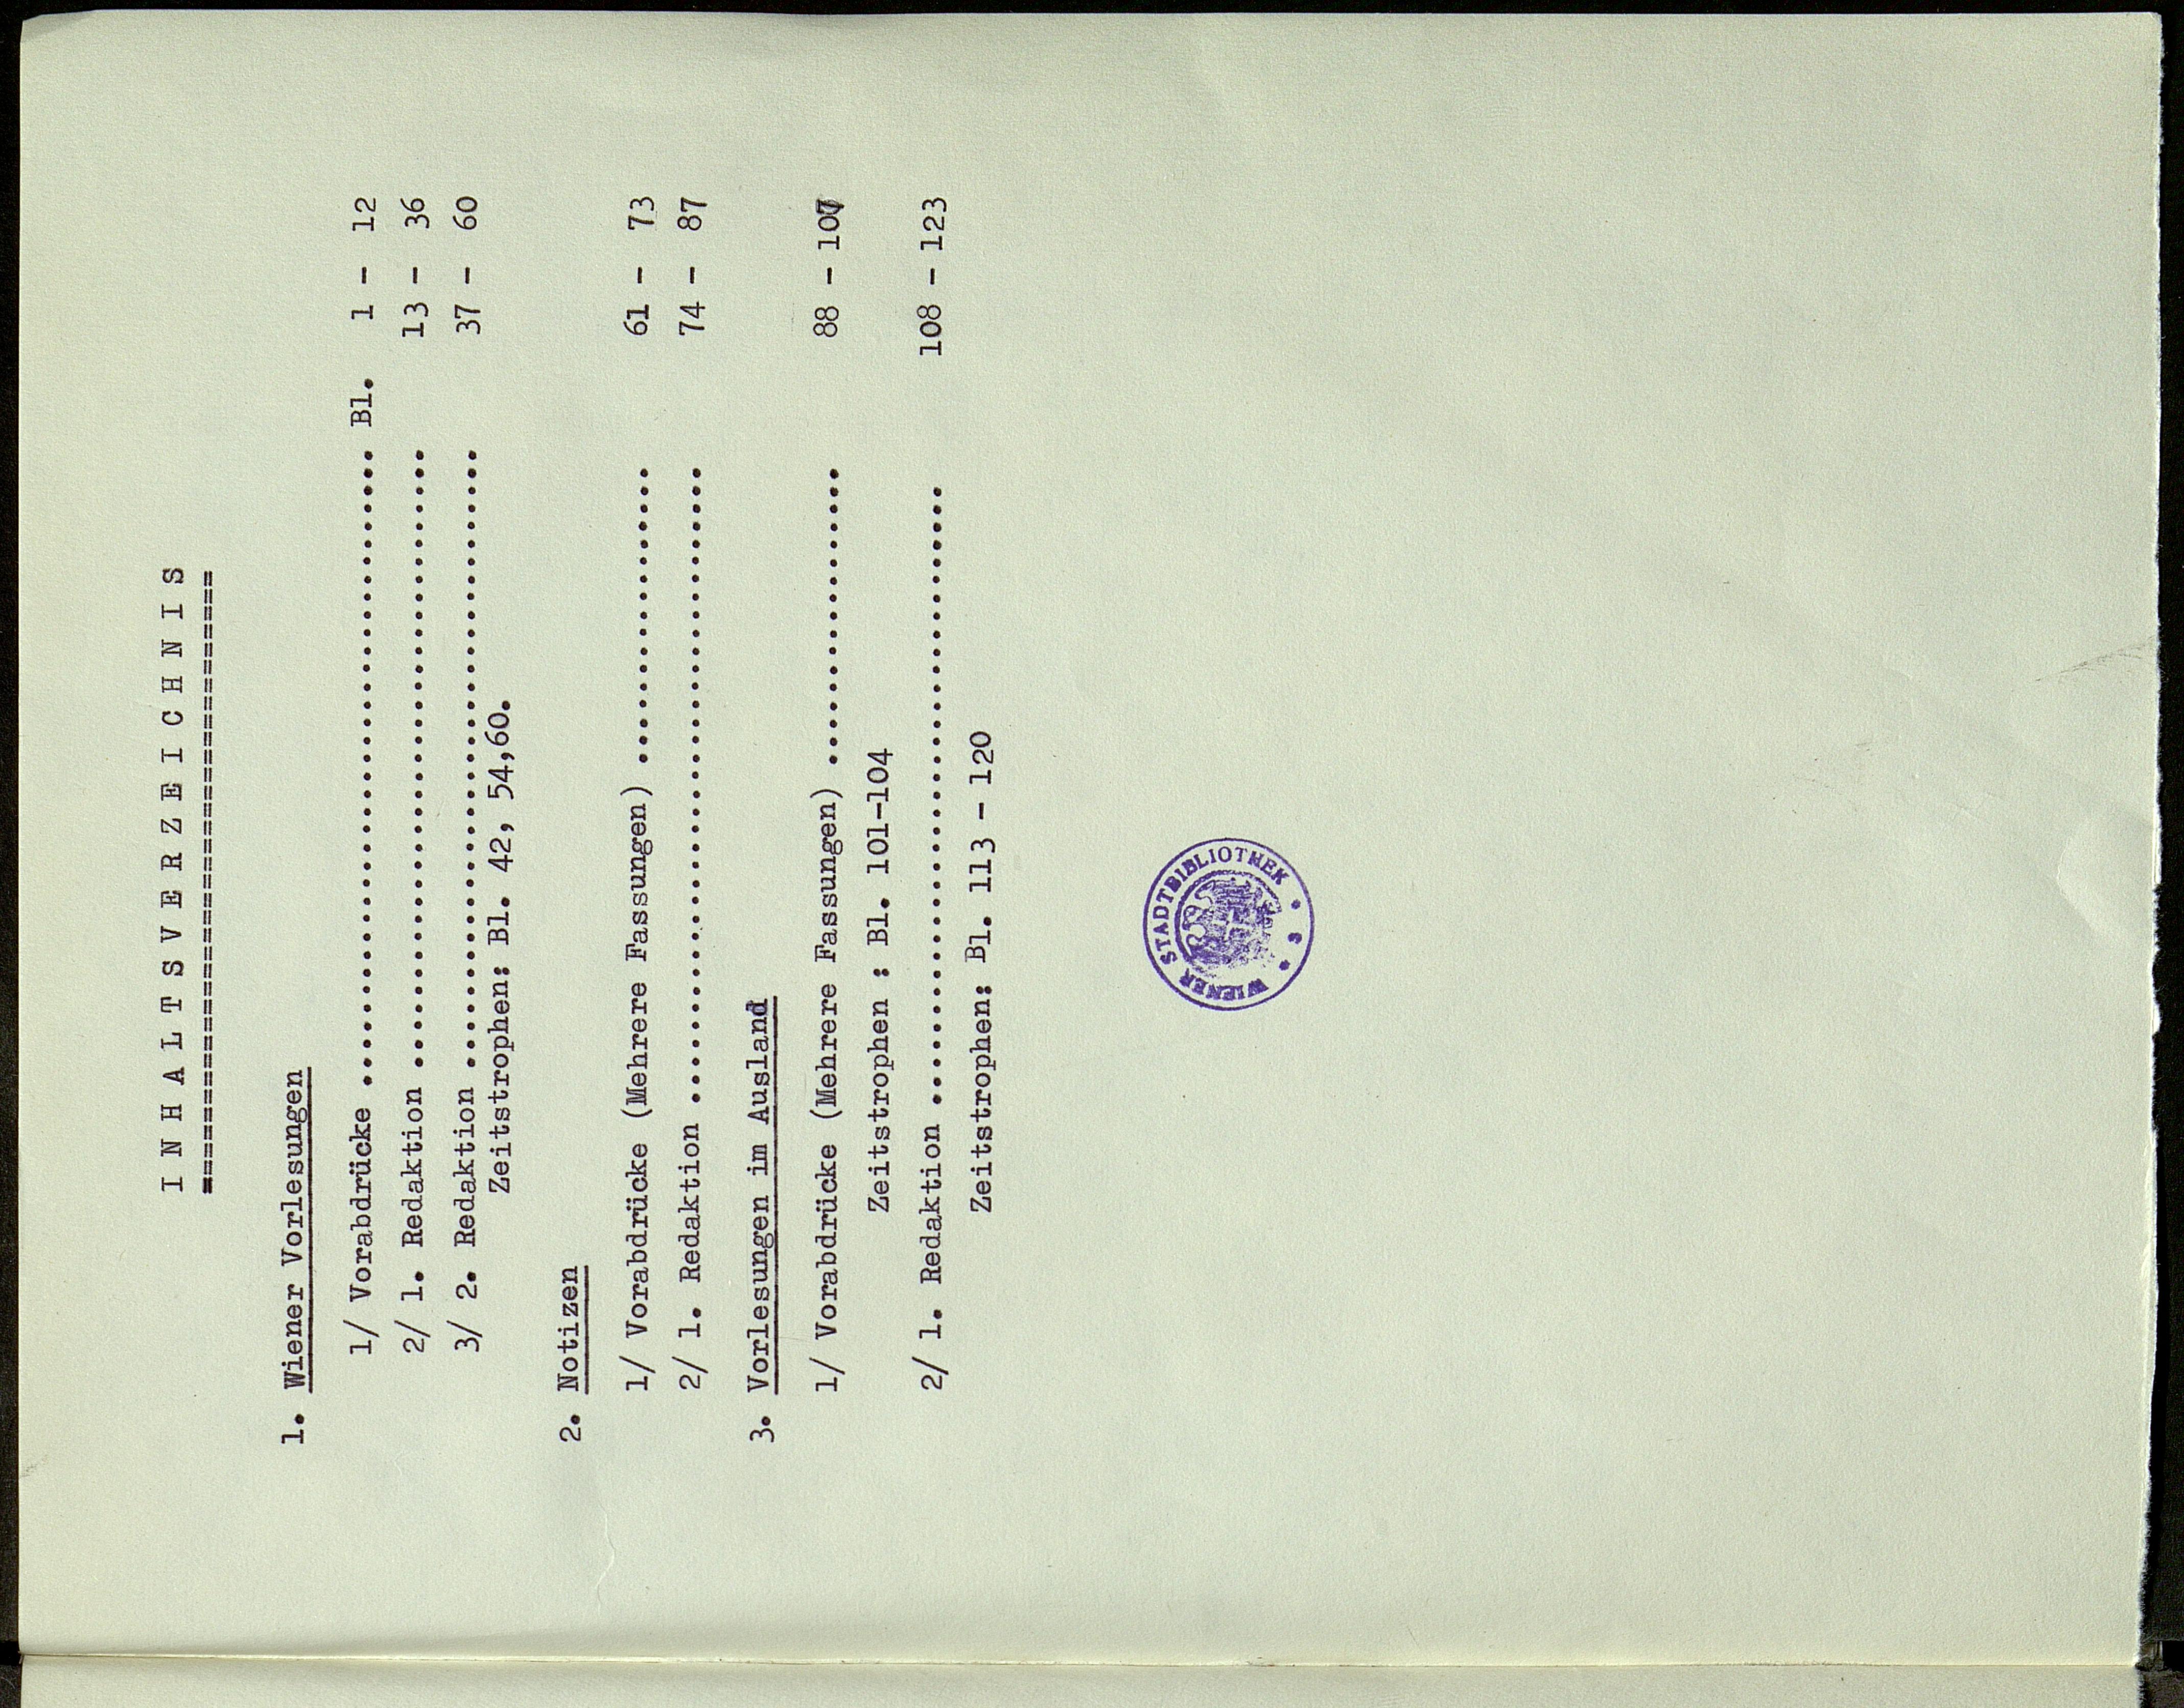 I N H A L T S V E R Z E I C H N I S
===================================
1. Wiener Vorlesungen
1/ Vorabdrücke ................................... Bl. 1 - 12
2/ 1. Redaktion .................................. 13 - 36
3/ 2. Redaktion .................................. 37 - 60
Zeitstrophen: Bl. 42, 54,60.
2. Notizen
1/ Vorabdrücke (Mehrere Fassungen) ................. 61 - 73
2/ 1. Redaktion .................................... 74 - 87
3. Vorlesungen im Ausland
1/ Vorabdrücke (Mehrere Fassungen) ................. 88 - 107
Zeitstrophen : Bl. 101-104
2/ 1. Redaktion ................................... 108 - 123
Zeitstrophen: Bl. 113 - 120
WIENER STADTBIBLIOTHEK * 6 *